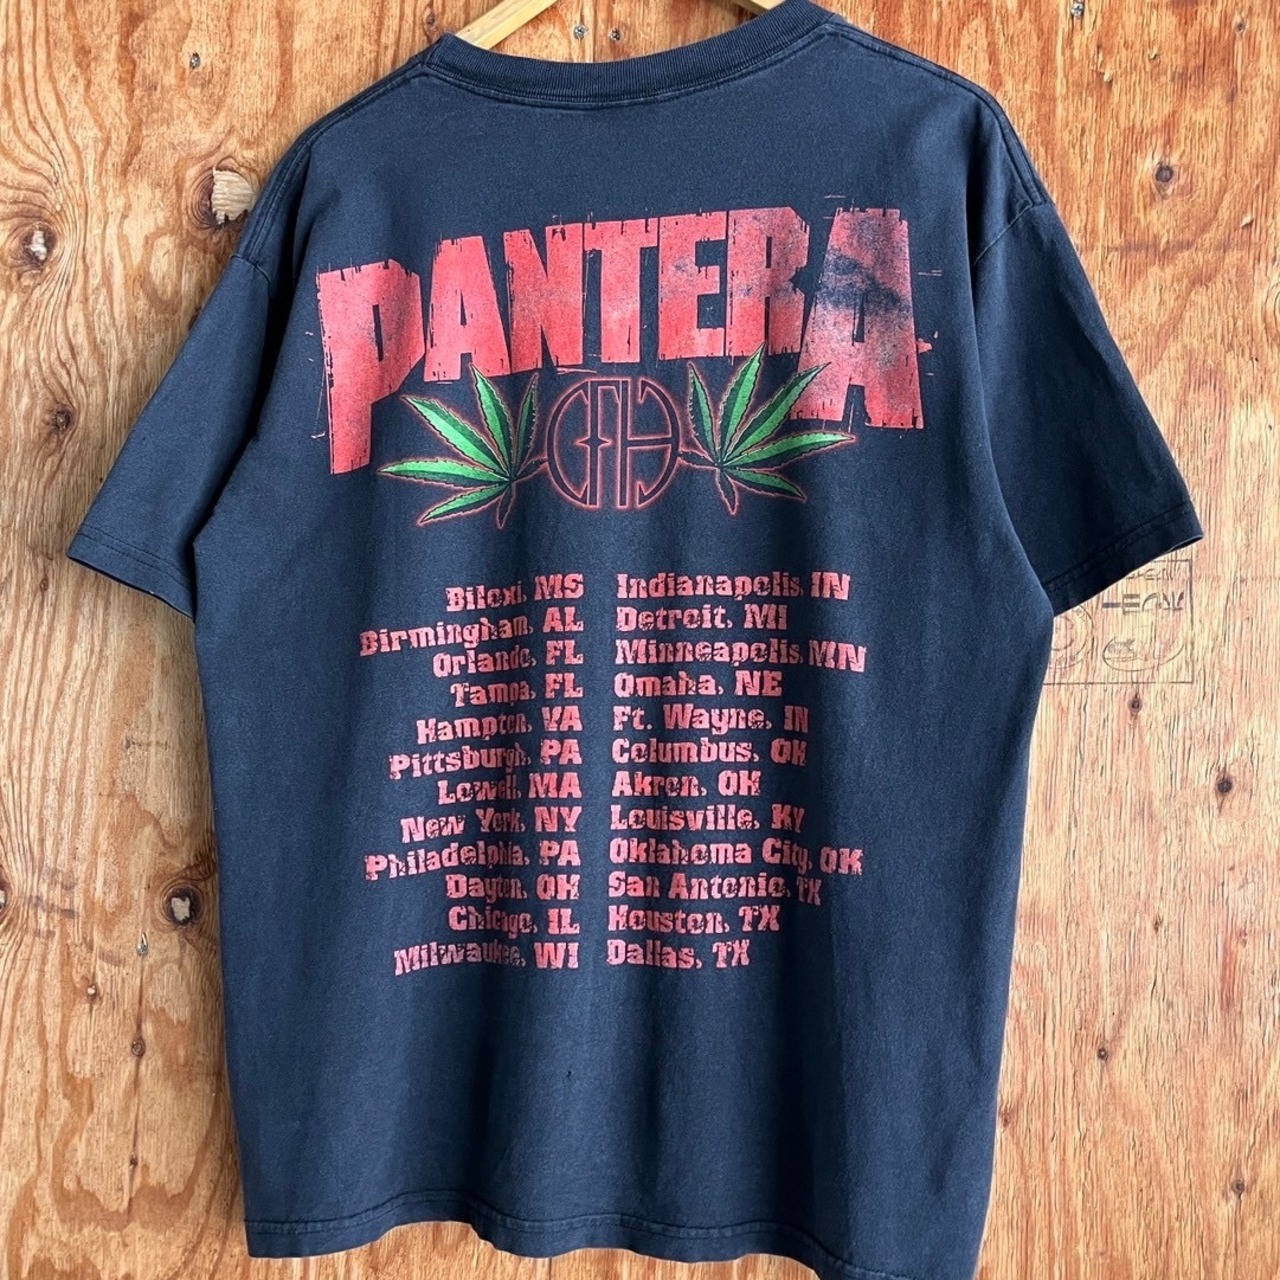 PANTERA
CFH
Biloxi, MS
Birmingham, AL
Orlando, FL
Tampa, FL
Hampton, VA
Pittsburgh, PA
Lowell, MA
New York, NY
Philadelphia, PA
Dayton, OH
Chicago, IL
Milwaukee, WI
Indianapolis, IN
Detroit, MI
Minneapolis, MN
Omaha, NE
Ft. Wayne, IN
Columbus, OH
Akron, OH
Louisville, KY
Oklahoma City, OK
San Antonio, TX
Houston, TX
Dallas, TX